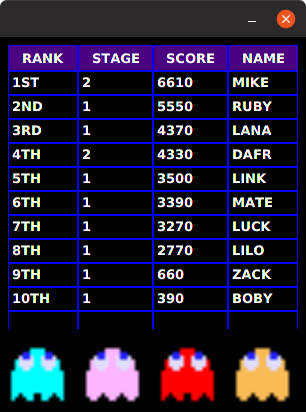 RANK STAGE SCORE NAME
1ST 2 6610 MIKE
2ND 1 5550 RUBY
3RD 1 4370 LANA
4TH 2 4330 DAFR
5TH 1 3500 LINK
6TH 1 3390 MATE
7TH 1 3270 LUCK
8TH 1 2770 LILO
9TH 1 660 ZACK
10TH 1 390 BOBY